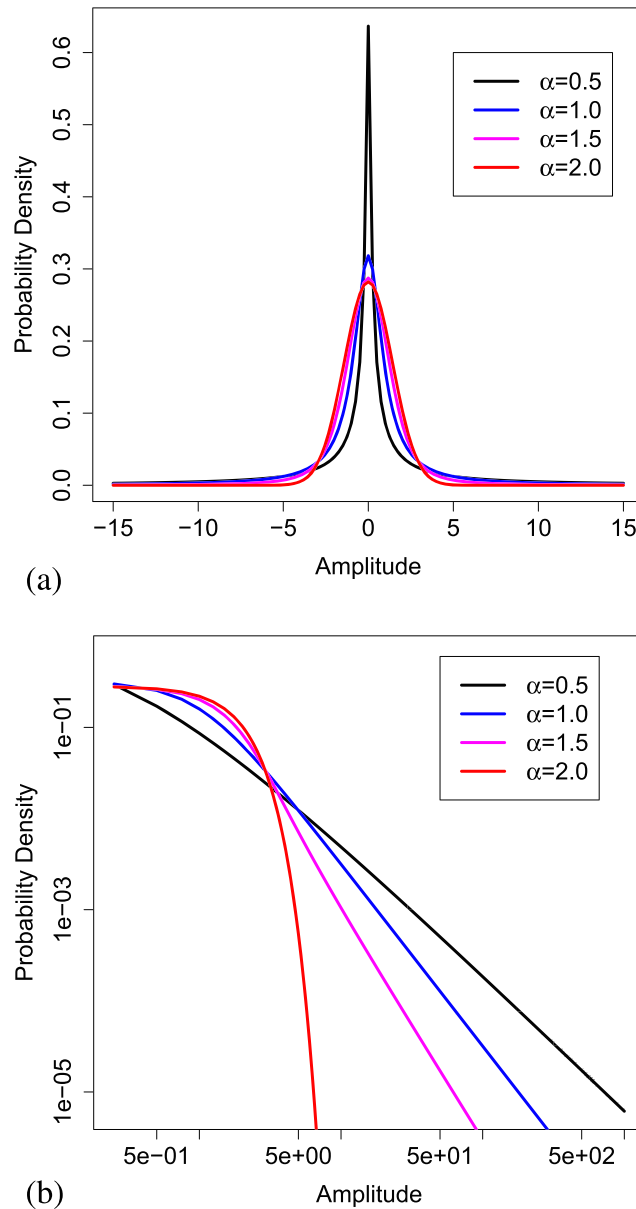 0.6
0.5
0.4
0.3
0.2
0.1
0.0
Probability Density
α=0.5
α=1.0
α=1.5
α=2.0
−15
−10
−5
0
5
10
15
Amplitude
(a)
1e−01
1e−03
1e−05
Probability Density
α=0.5
α=1.0
α=1.5
α=2.0
5e−01
5e+00
5e+01
5e+02
Amplitude
(b)